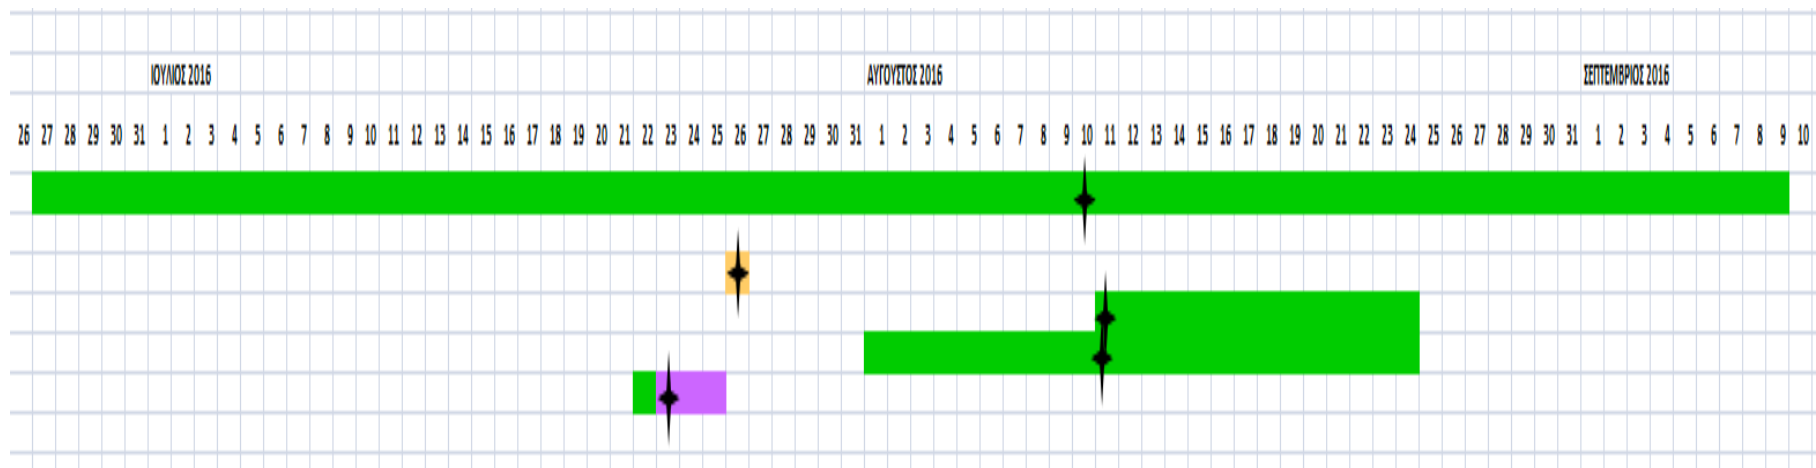 ΙΟΥΛΙΟΣ 2016 ΑΥΓΟΥΣΤΟΣ 2016 ΣΕΠΤΕΜΒΡΙΟΣ 2016
26 27 28 29 30 31 1 2 3 4 5 6 7 8 9 10 11 12 13 14 15 16 17 18 19 20 21 22 23 25 26 27 28 29 30 31 1 2 3 4 5 6 7 8 9 10 11 12 13 14 15 16 17 18 19 20 21 22 23 24 25 26 27 28 29 30 31 1 2 3 4 5 6 7 8 9 10